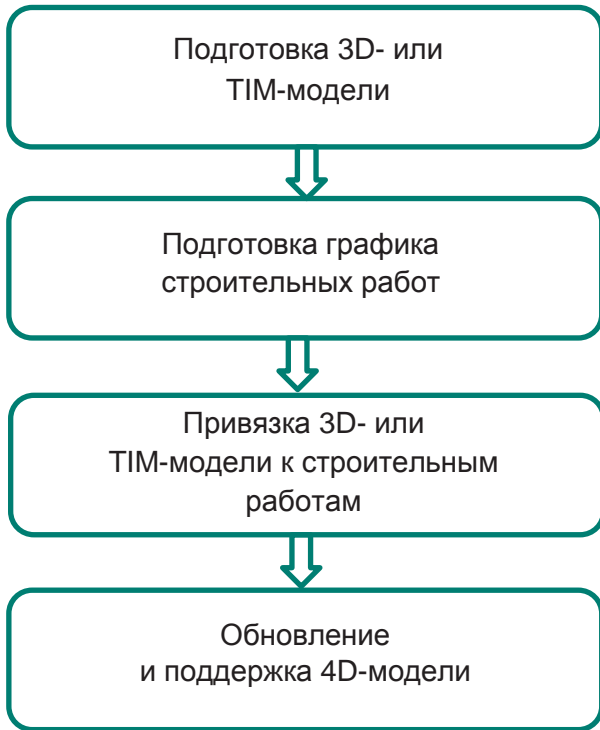 Подготовка 3D- или
TIM-модели
Подготовка графика
строительных работ
Привязка 3D- или
TIM-модели к строительным
работам
Обновление
и поддержка 4D-модели